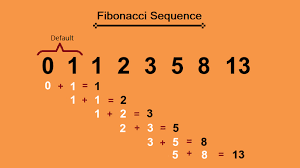 Fibonacci Sequence
Default
0 1 1 2 3 5 8 13
0 + 1 = 1
1 + 1 = 2
1 + 2 = 3
2 + 3 = 5
3 + 5 = 8
5 + 8 = 13